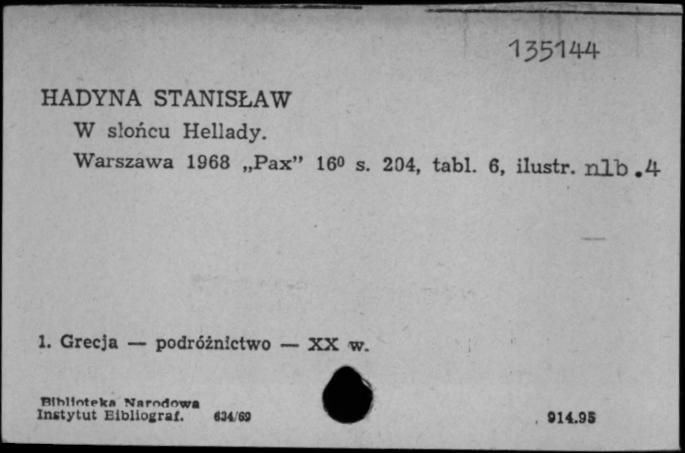 135144
HADYNA STANISŁAW
W słońcu Hellady.
Warszawa 1968 „Pax” 16⁰ s. 204, tabl. 6, ilustr. nlb.4
1. Grecja — podróżnictwo — XX w.
Biblioteka Narodowa
Instytut Bibliograf. 634/69
914.95